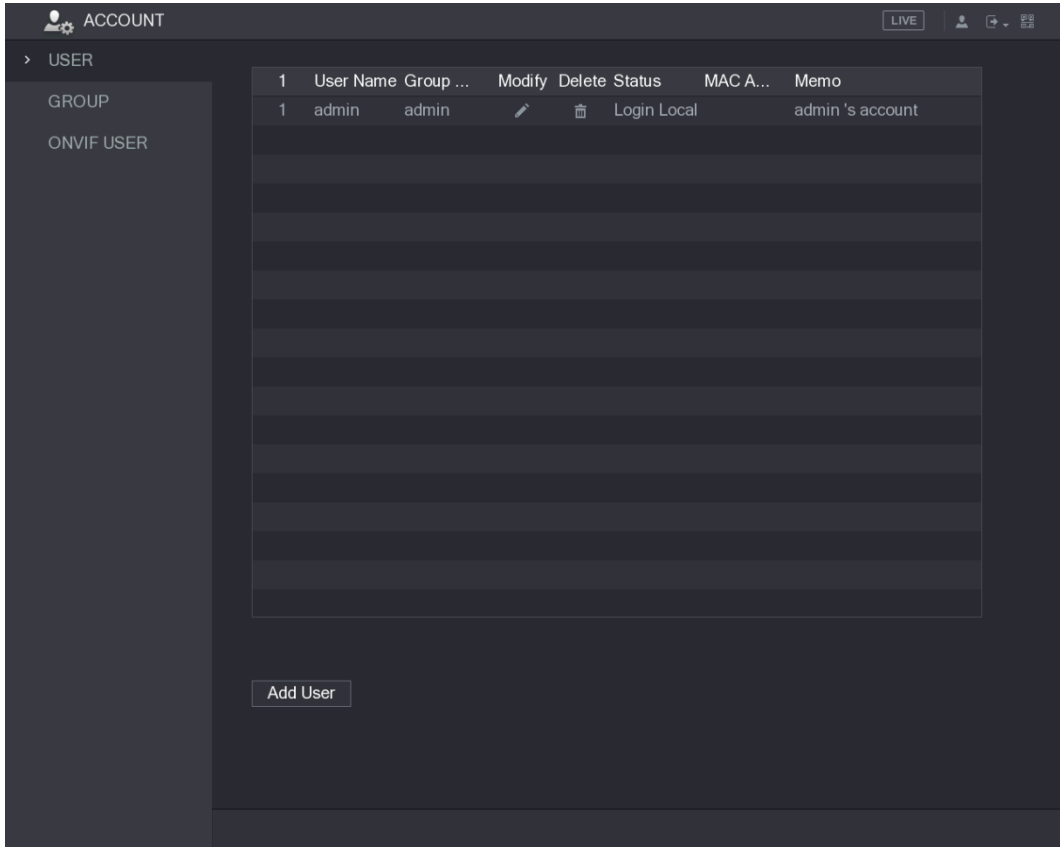 ACCOUNT LIVE
USER
GROUP
ONVIF USER
1 User Name Group ... Modify Delete Status MAC A... Memo
1 admin admin Login Local admin 's account
Add User